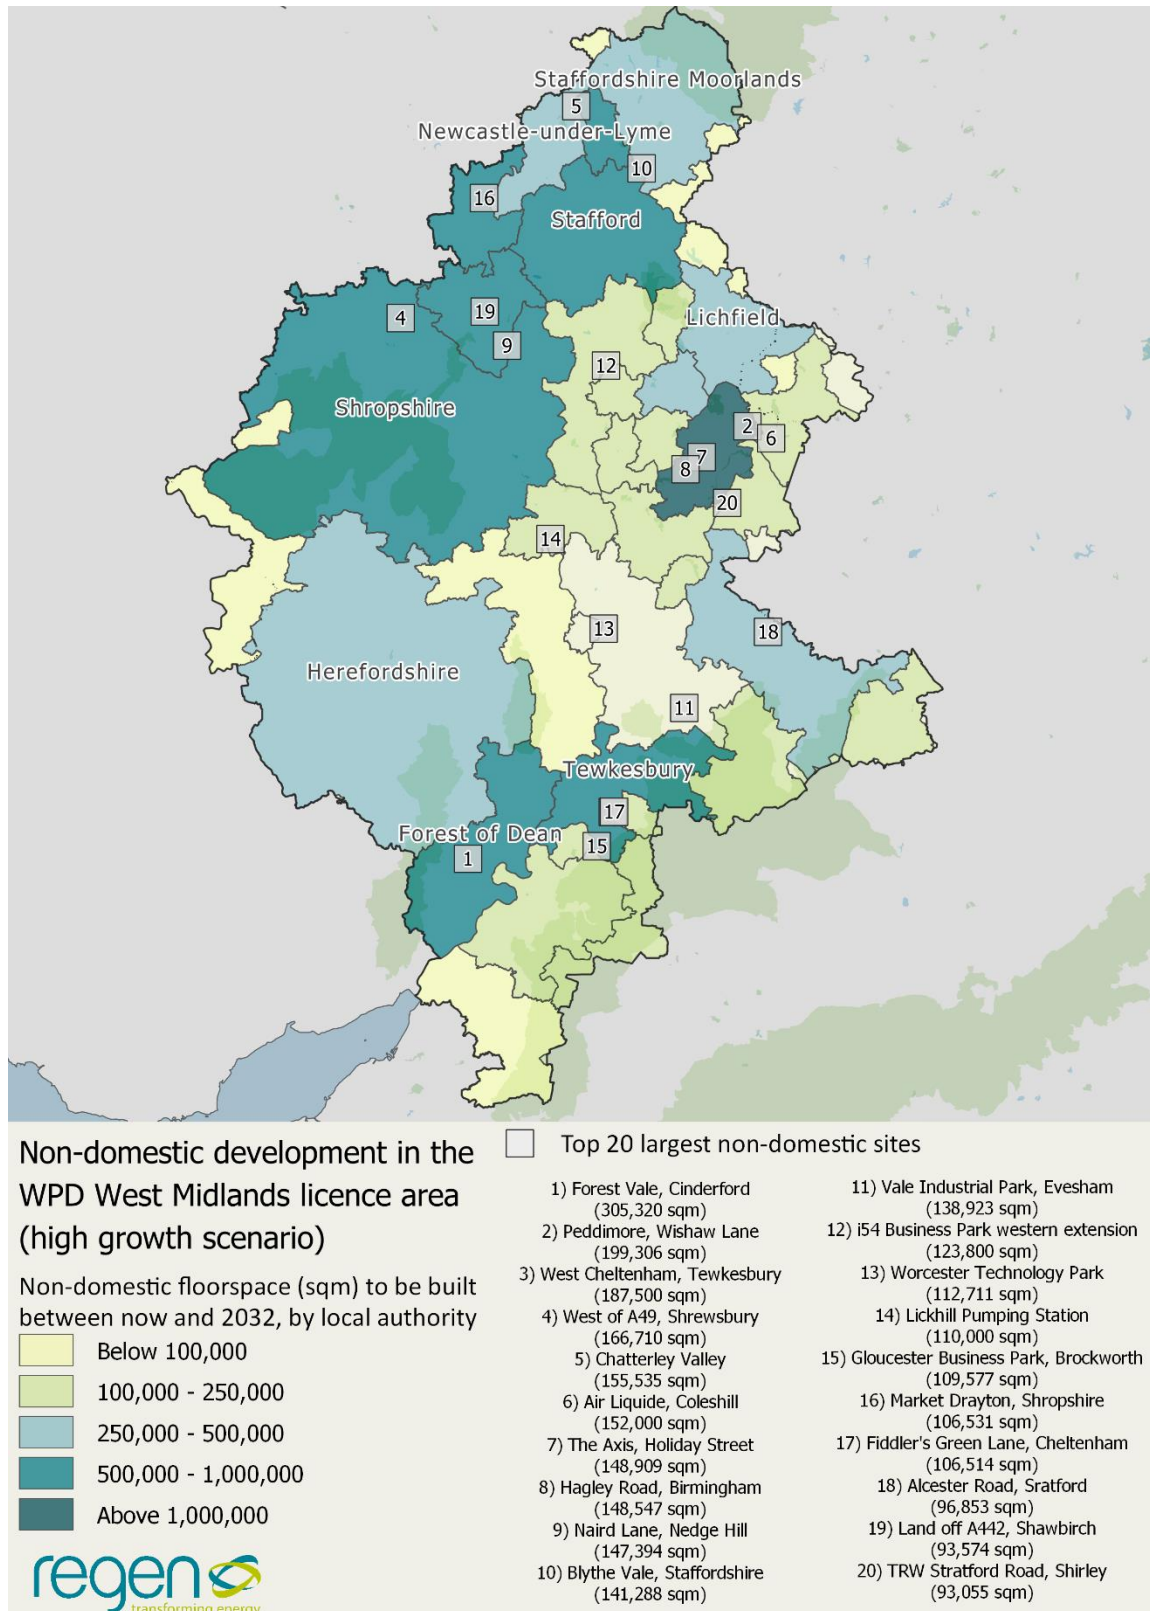 Staffordshire Moorlands
5
Newcastle-under-Lyme
10
16
Stafford
4
19
Lichfield
9
12
Shropshire
2
6
7
8
20
14
13
18
Herefordshire
11
Tewkesbury
17
Forest of Dean
15
1
Non-domestic development in the
WPD West Midlands licence area
(high growth scenario)
Non-domestic floorspace (sqm) to be built
between now and 2032, by local authority
Below 100,000
100,000 - 250,000
250,000 - 500,000
500,000 - 1,000,000
Above 1,000,000
regen
transforming energy
Top 20 largest non-domestic sites
1) Forest Vale, Cinderford
(305,320 sqm)
2) Peddimore, Wishaw Lane
(199,306 sqm)
3) West Cheltenham, Tewkesbury
(187,500 sqm)
4) West of A49, Shrewsbury
(166,710 sqm)
5) Chatterley Valley
(155,535 sqm)
6) Air Liquide, Coleshill
(152,000 sqm)
7) The Axis, Holiday Street
(148,909 sqm)
8) Hagley Road, Birmingham
(148,547 sqm)
9) Naird Lane, Nedge Hill
(147,394 sqm)
10) Blythe Vale, Staffordshire
(141,288 sqm)
11) Vale Industrial Park, Evesham
(138,923 sqm)
12) i54 Business Park western extension
(123,800 sqm)
13) Worcester Technology Park
(112,711 sqm)
14) Lickhill Pumping Station
(110,000 sqm)
15) Gloucester Business Park, Brockworth
(109,577 sqm)
16) Market Drayton, Shropshire
(106,531 sqm)
17) Fiddler's Green Lane, Cheltenham
(106,514 sqm)
18) Alcester Road, Sratford
(96,853 sqm)
19) Land off A442, Shawbirch
(93,574 sqm)
20) TRW Stratford Road, Shirley
(93,055 sqm)